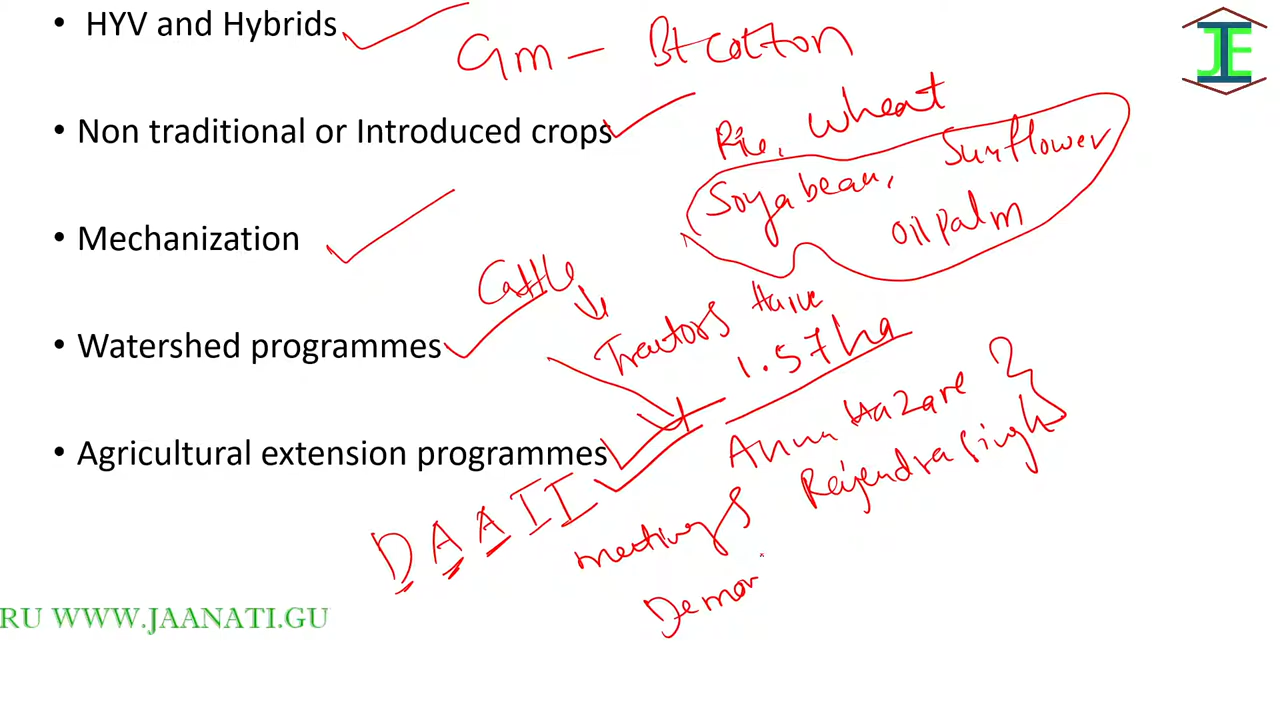 • HYV and Hybrids
Gm - Bt cotton
• Non traditional or Introduced crops
Rice, wheat
Soyabean, Sunflower
oil palm
• Mechanization
Cattle
Tractors
1.57 ha
• Watershed programmes
Anna Hazare
Rajendra Singh
• Agricultural extension programmes
DAATT
meetings
Demon
RU WWW.JAANATI.GU
JE